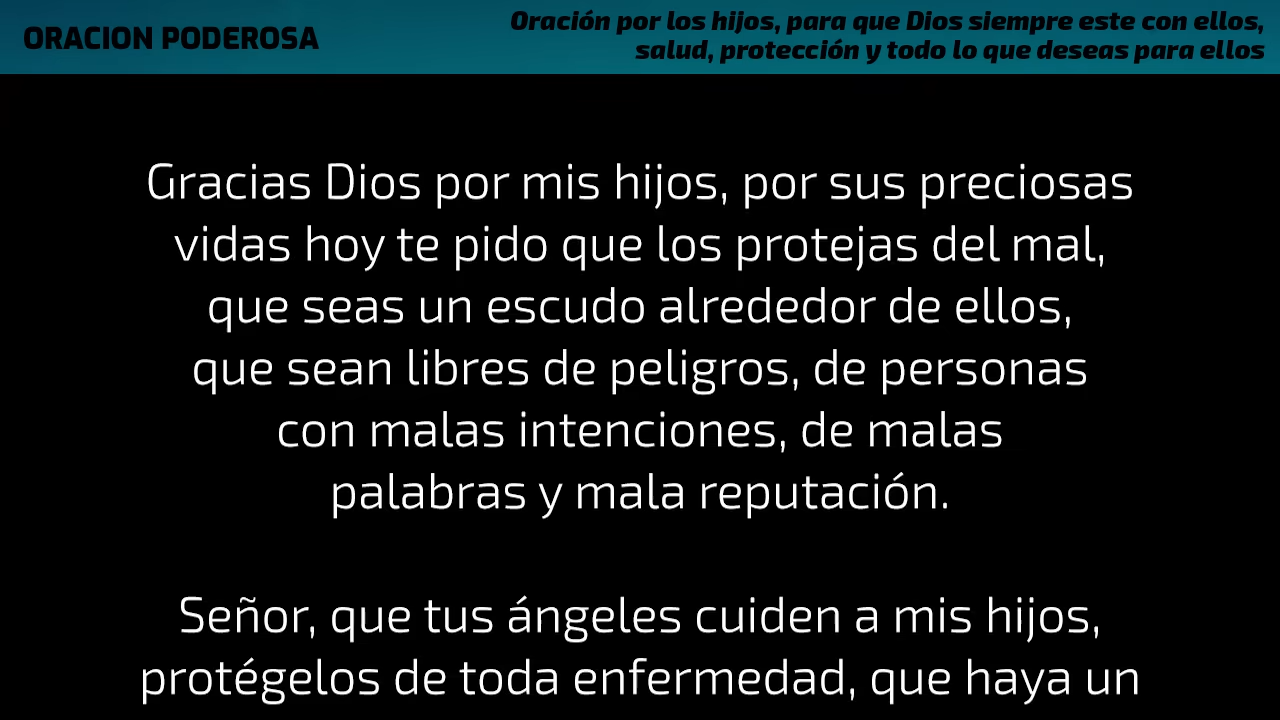 ORACION PODEROSA
Oración por los hijos, para que Dios siempre este con ellos,
salud, protección y todo lo que deseas para ellos
Gracias Dios por mis hijos, por sus preciosas
vidas hoy te pido que los protejas del mal,
que seas un escudo alrededor de ellos,
que sean libres de peligros, de personas
con malas intenciones, de malas
palabras y mala reputación.
Señor, que tus ángeles cuiden a mis hijos,
protégelos de toda enfermedad, que haya un